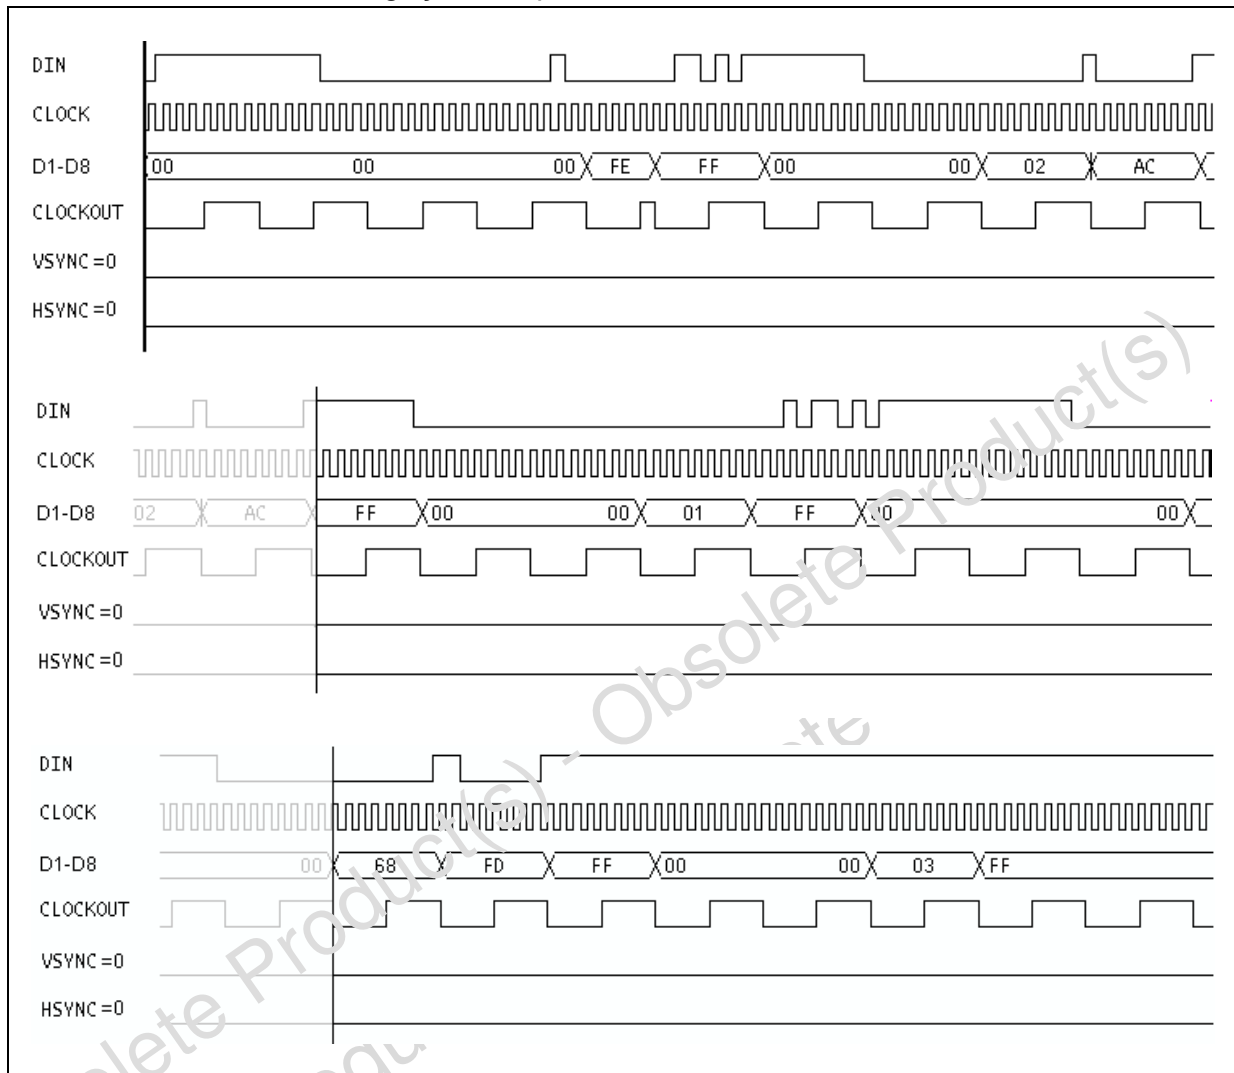 DIN
CLOCK
D1-D8 00 00 00 FE FF 00 00 02 AC
CLOCKOUT
VSYNC=0
HSYNC=0
DIN
CLOCK
D1-D8 02 AC FF 00 00 01 FF 00 00
CLOCKOUT
VSYNC=0
HSYNC=0
DIN
CLOCK
D1-D8 00 68 FD FF 00 00 03 FF
CLOCKOUT
VSYNC=0
HSYNC=0
Obsolete Product(s) - Obsolete Product(s)